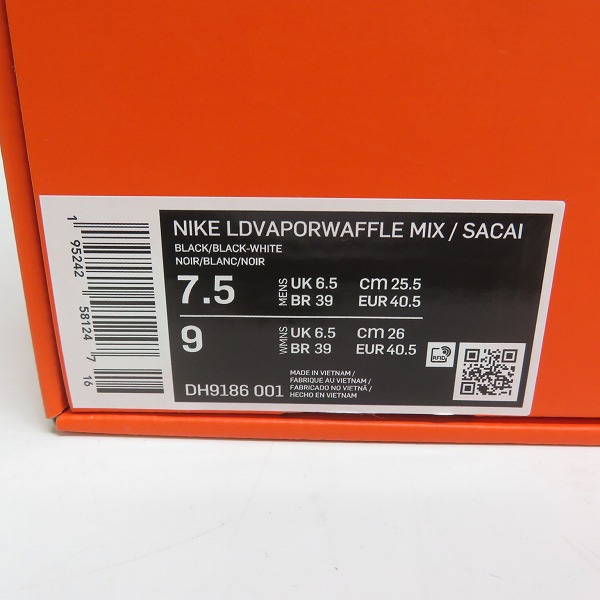 1 95242 58124 7 16
NIKE LDVAPORWAFFLE MIX / SACAI
BLACK/BLACK-WHITE
NOIR/BLANC/NOIR
7.5 MENS UK 6.5 CM 25.5
BR 39 EUR 40.5
9 WMNS UK 6.5 CM 26
BR 39 EUR 40.5
RFID
DH9186 001
MADE IN VIETNAM /
FABRIQUE AU VIETNAM /
FABRICADO NO VIETNÃ /
HECHO EN VIETNAM